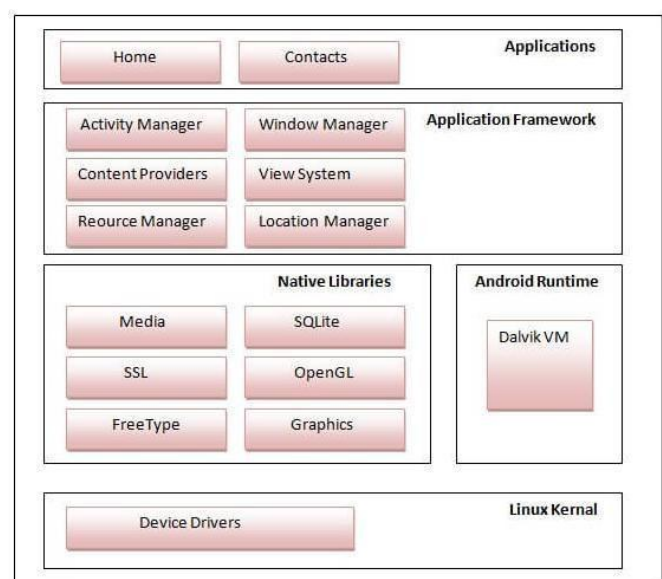 Applications
Home
Contacts
Application Framework
Activity Manager
Window Manager
Content Providers
View System
Reource Manager
Location Manager
Native Libraries
Media
SQLite
SSL
OpenGL
FreeType
Graphics
Android Runtime
Dalvik VM
Linux Kernal
Device Drivers